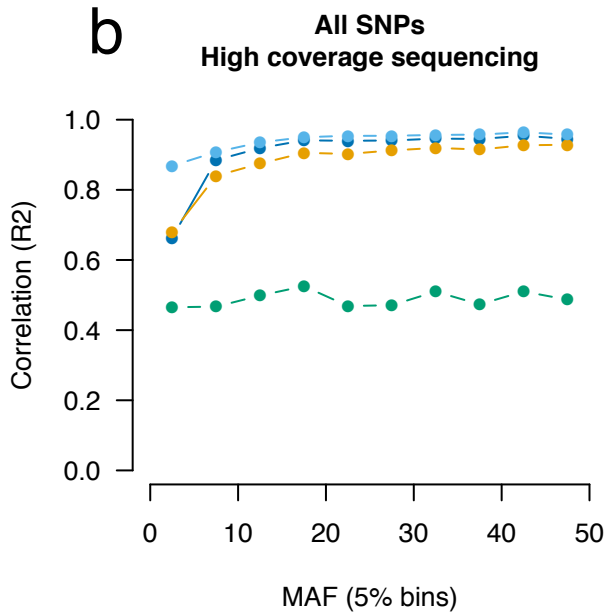 b
All SNPs
High coverage sequencing
Correlation (R2)
1.0
0.8
0.6
0.4
0.2
0.0
0 10 20 30 40 50
MAF (5% bins)